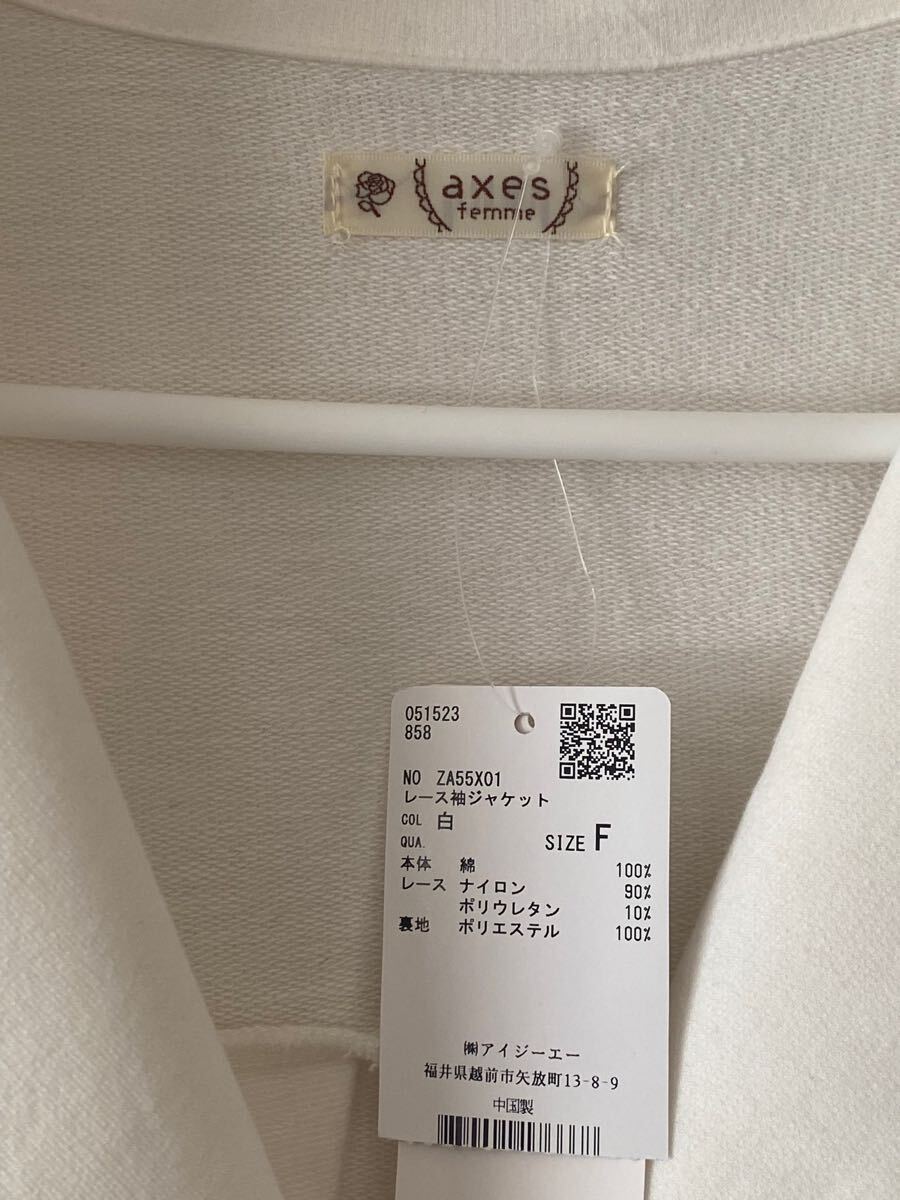 axes
femme
051523
858
NO ZA55X01
レース袖ジャケット
COL 白
QUA. SIZE F
本体 綿 100%
レース ナイロン 90%
ポリウレタン 10%
裏地 ポリエステル 100%
㈱アイジーエー
福井県越前市矢放町13-8-9
中国製